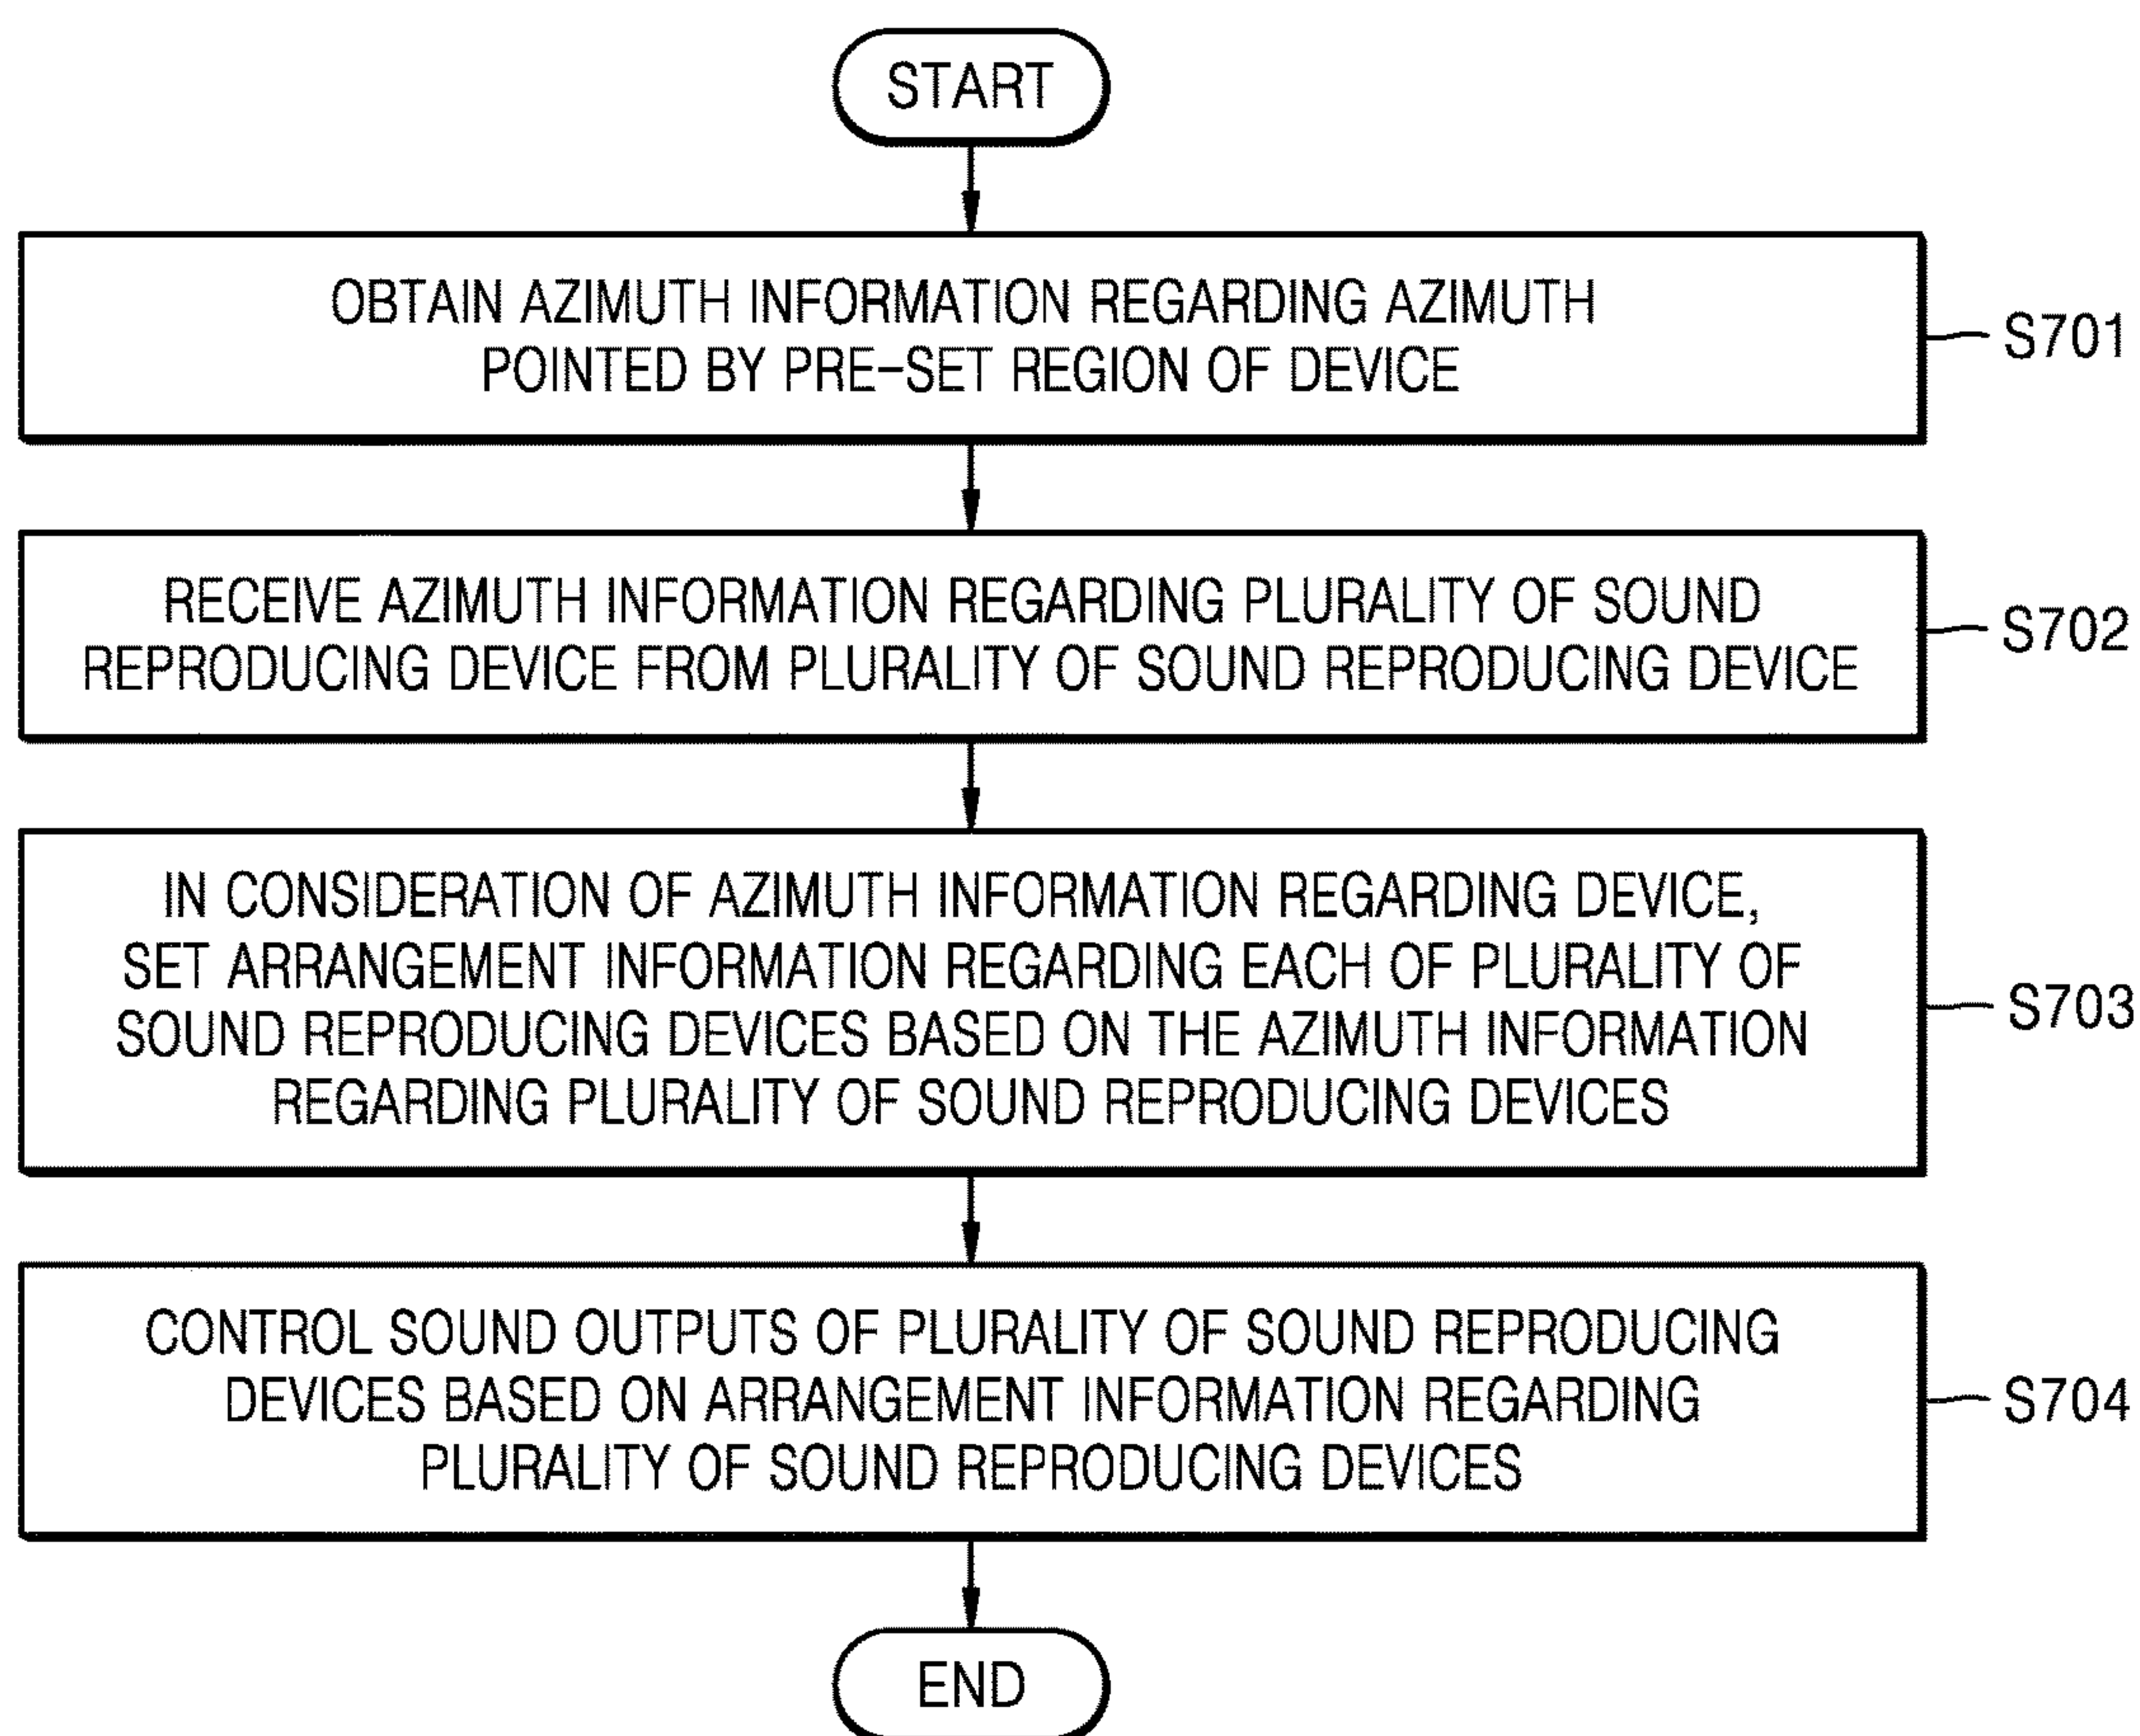 START
OBTAIN AZIMUTH INFORMATION REGARDING AZIMUTH
POINTED BY PRE-SET REGION OF DEVICE
S701
RECEIVE AZIMUTH INFORMATION REGARDING PLURALITY OF SOUND
REPRODUCING DEVICE FROM PLURALITY OF SOUND REPRODUCING DEVICE
S702
IN CONSIDERATION OF AZIMUTH INFORMATION REGARDING DEVICE,
SET ARRANGEMENT INFORMATION REGARDING EACH OF PLURALITY OF
SOUND REPRODUCING DEVICES BASED ON THE AZIMUTH INFORMATION
REGARDING PLURALITY OF SOUND REPRODUCING DEVICES
S703
CONTROL SOUND OUTPUTS OF PLURALITY OF SOUND REPRODUCING
DEVICES BASED ON ARRANGEMENT INFORMATION REGARDING
PLURALITY OF SOUND REPRODUCING DEVICES
S704
END